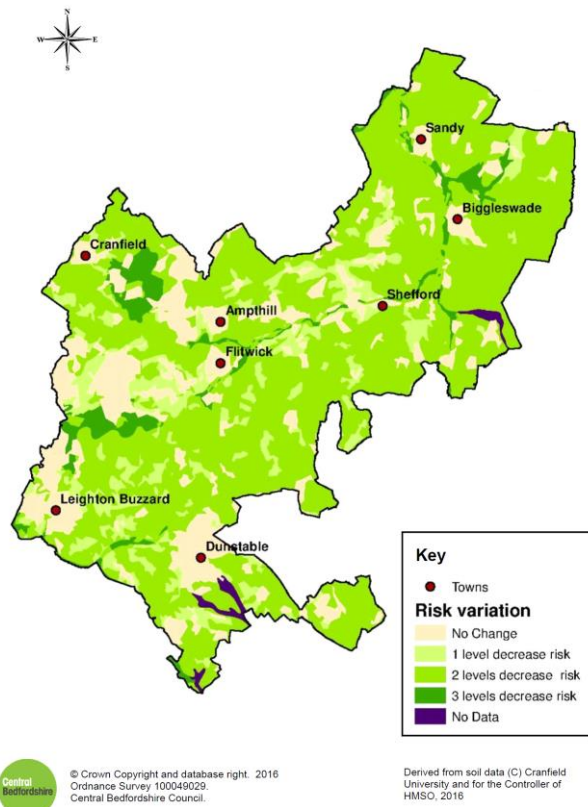 N
W
E
S
Sandy
Biggleswade
Cranfield
Shefford
Ampthill
Flitwick
Leighton Buzzard
Dunstable
Key
Towns
Risk variation
No Change
1 level decrease risk
2 levels decrease risk
3 levels decrease risk
No Data
Central
Bedfordshire
© Crown Copyright and database right. 2016
Ordnance Survey 100049029.
Central Bedfordshire Council.
Derived from soil data (C) Cranfield
University and for the Controller of
HMSO, 2016